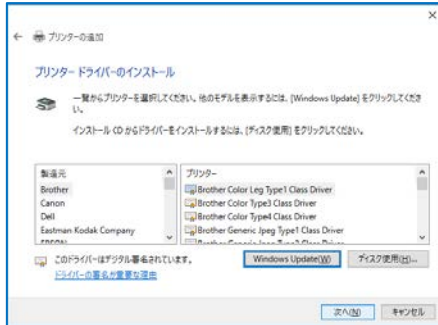 プリンターの追加
プリンター ドライバーのインストール
一覧からプリンターを選択してください。他のモデルを表示するには、[Windows Update] をクリックしてくださ
い。
インストール CD からドライバーをインストールするには、[ディスク使用] をクリックしてください。
製造元
Brother
Canon
Dell
Eastman Kodak Company
EPSON
プリンター
Brother Color Leg Type1 Class Driver
Brother Color Type3 Class Driver
Brother Color Type4 Class Driver
Brother Generic Jpeg Type1 Class Driver
Brother Generic Jpeg Type2 Class Driver
このドライバーはデジタル署名されています。
ドライバーの署名が重要な理由
Windows Update(W)
ディスク使用(H)...
次へ(N)
キャンセル